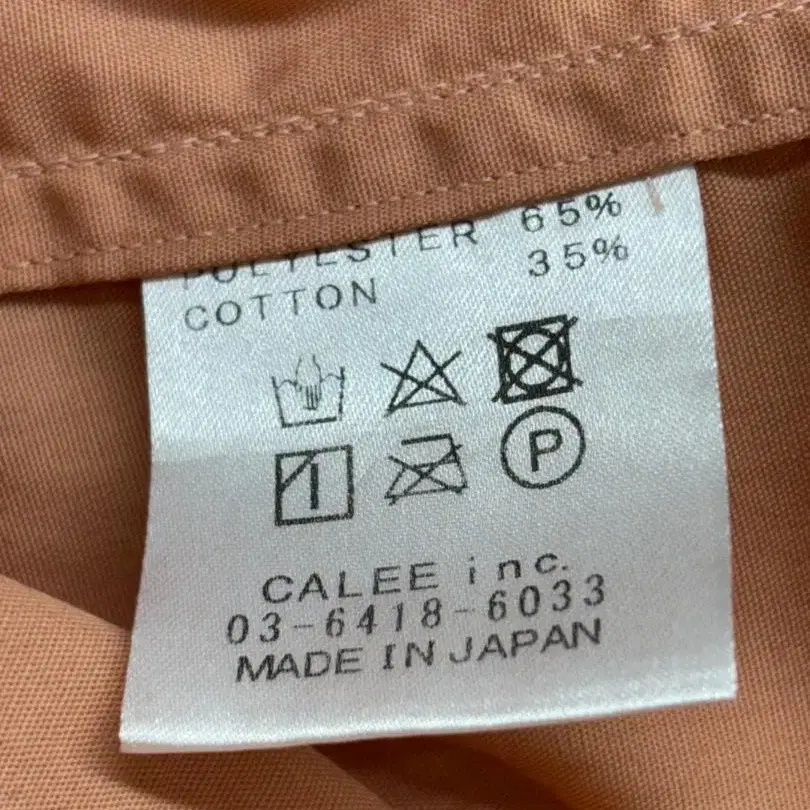 POLYESTER 65%
COTTON 35%
P
CALEE inc.
03-6418-6033
MADE IN JAPAN